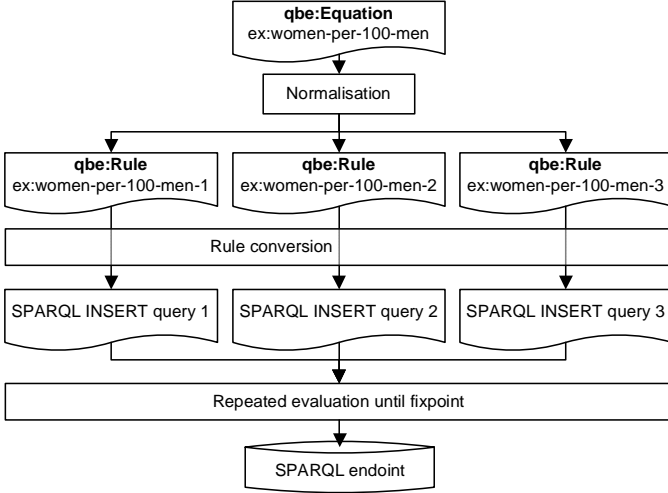 qbe:Equation
ex:women-per-100-men
Normalisation
qbe:Rule
ex:women-per-100-men-1
qbe:Rule
ex:women-per-100-men-2
qbe:Rule
ex:women-per-100-men-3
Rule conversion
SPARQL INSERT query 1
SPARQL INSERT query 2
SPARQL INSERT query 3
Repeated evaluation until fixpoint
SPARQL endoint